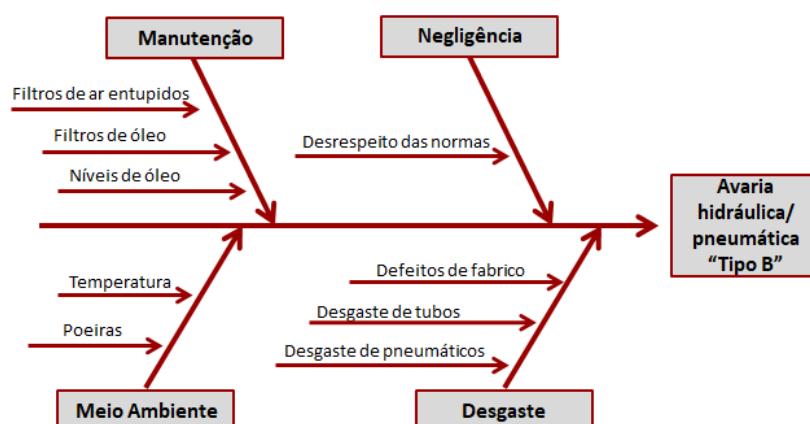 Manutenção
Negligência
Filtros de ar entupidos
Filtros de óleo
Níveis de óleo
Desrespeito das normas
Avaria
hidráulica/
pneumática
“Tipo B”
Temperatura
Poeiras
Defeitos de fabrico
Desgaste de tubos
Desgaste de pneumáticos
Meio Ambiente
Desgaste